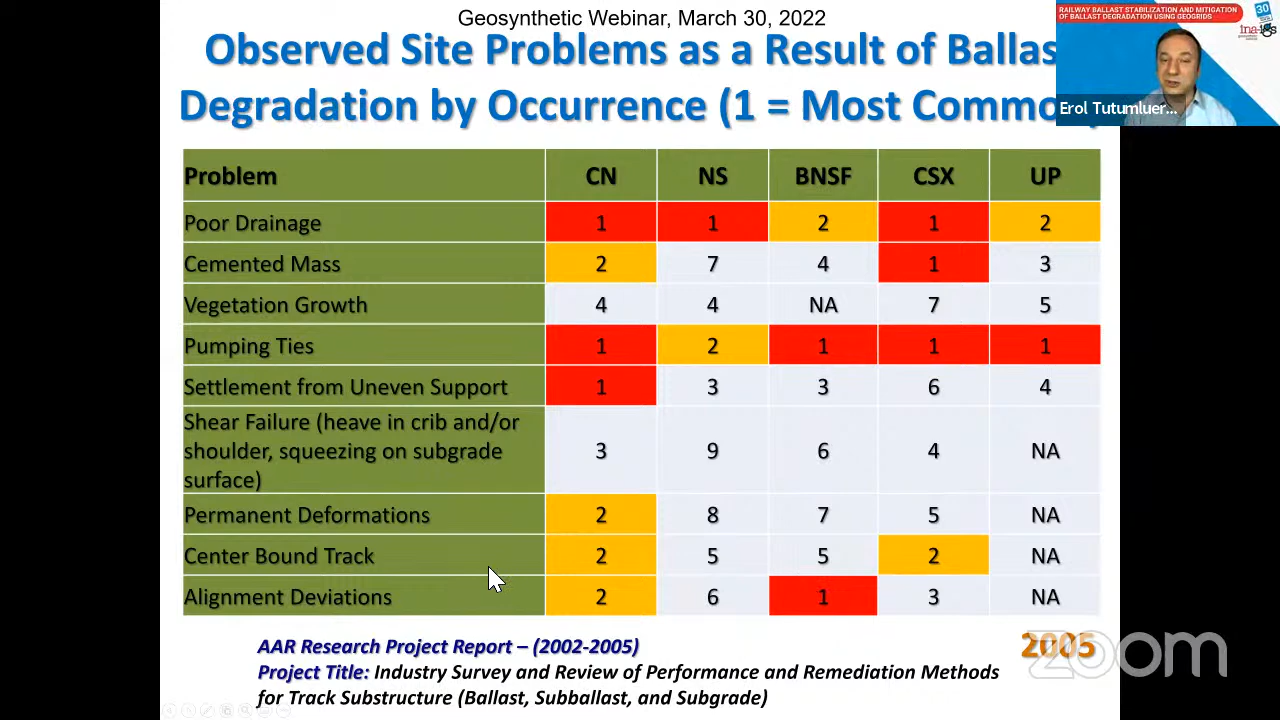 Geosynthetic Webinar, March 30, 2022
RAILWAY BALLAST STABILIZATION AND MITIGATION
OF BALLAST DEGRADATION USING GEOGRIDS
30
ina-igs
Erol Tutumluer...
Observed Site Problems as a Result of Ballas
Degradation by Occurrence (1 = Most Common)
Problem CN NS BNSF CSX UP
Poor Drainage 1 1 2 1 2
Cemented Mass 2 7 4 1 3
Vegetation Growth 4 4 NA 7 5
Pumping Ties 1 2 1 1 1
Settlement from Uneven Support 1 3 3 6 4
Shear Failure (heave in crib and/or
shoulder, squeezing on subgrade
surface) 3 9 6 4 NA
Permanent Deformations 2 8 7 5 NA
Center Bound Track 2 5 5 2 NA
Alignment Deviations 2 6 1 3 NA
AAR Research Project Report – (2002-2005)
Project Title: Industry Survey and Review of Performance and Remediation Methods
for Track Substructure (Ballast, Subballast, and Subgrade)
2005
zoom